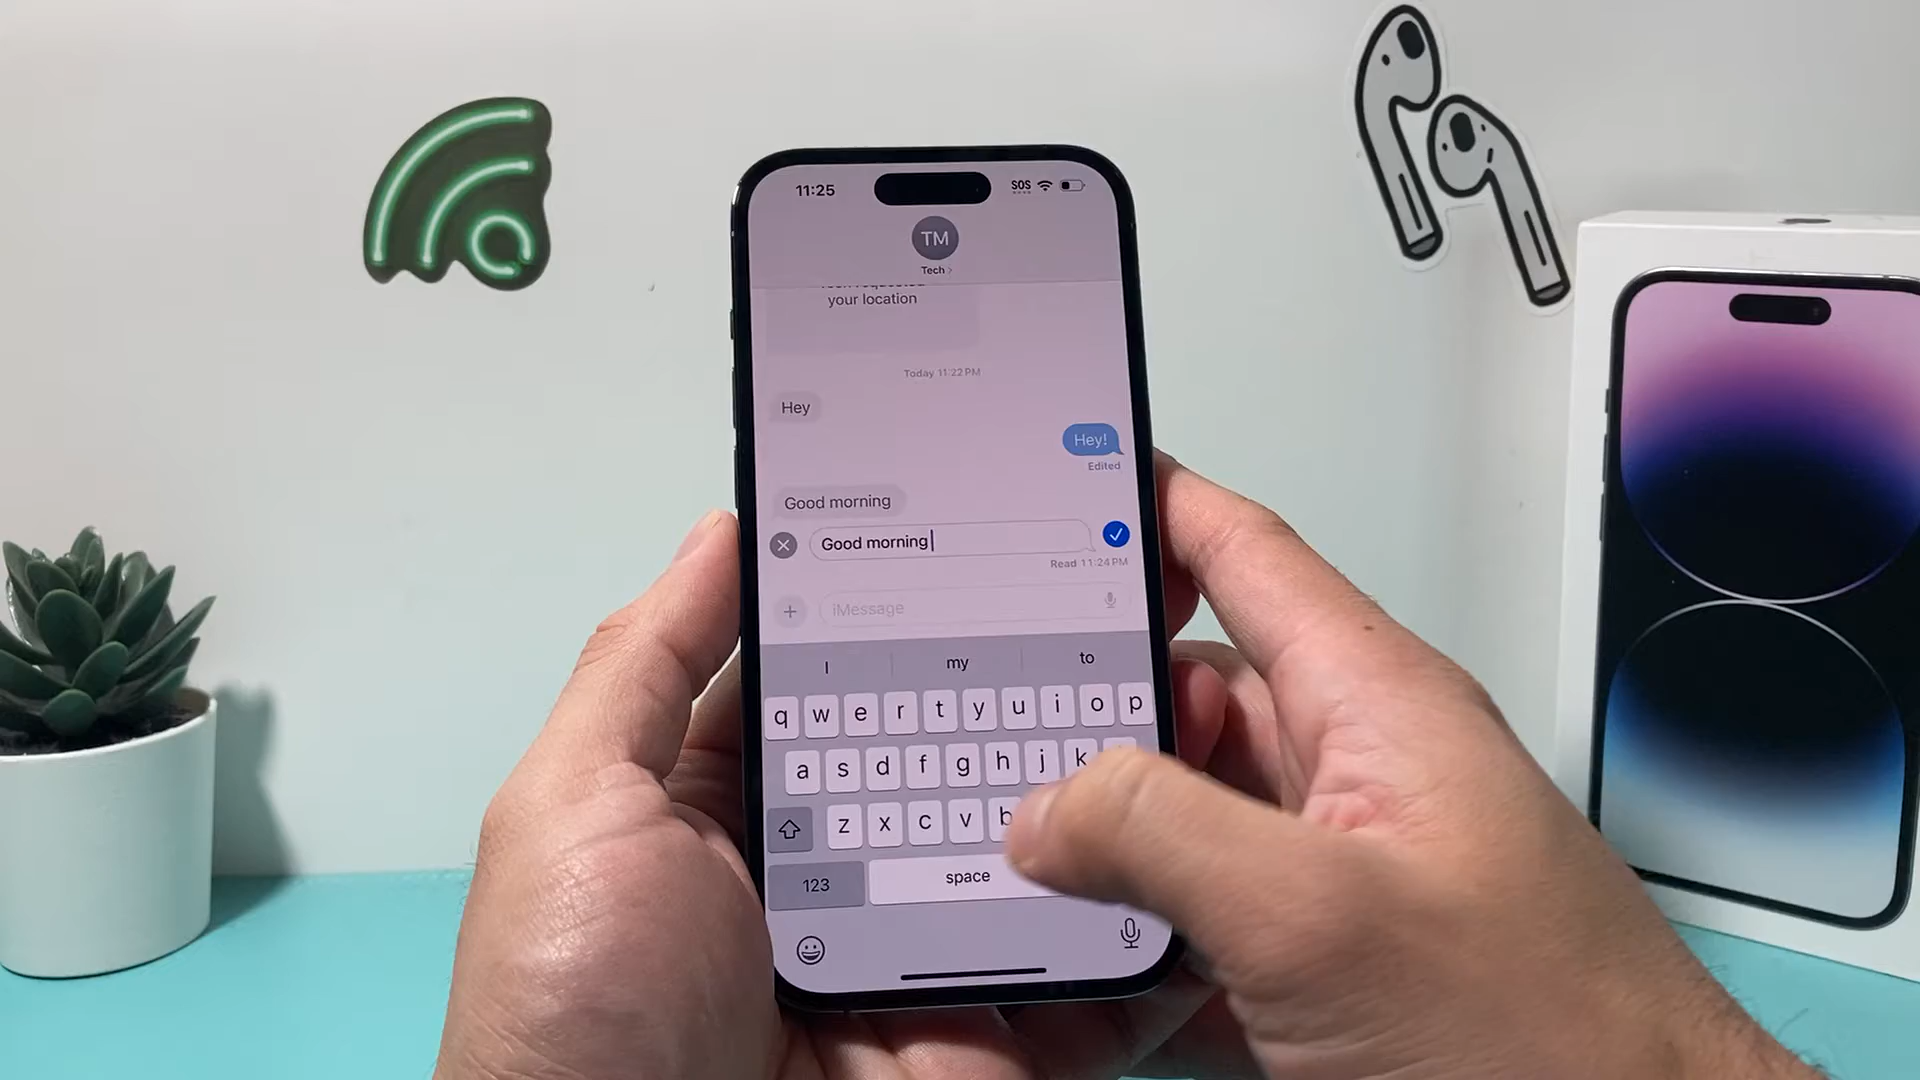 11:25
SOS
TM
Tech
your location
Today 11:22 PM
Hey
Hey!
Edited
Good morning
Good morning
Read 11:24 PM
iMessage
I my to
q w e r t y u i o p
a s d f g h j k
z x c v b
123 space